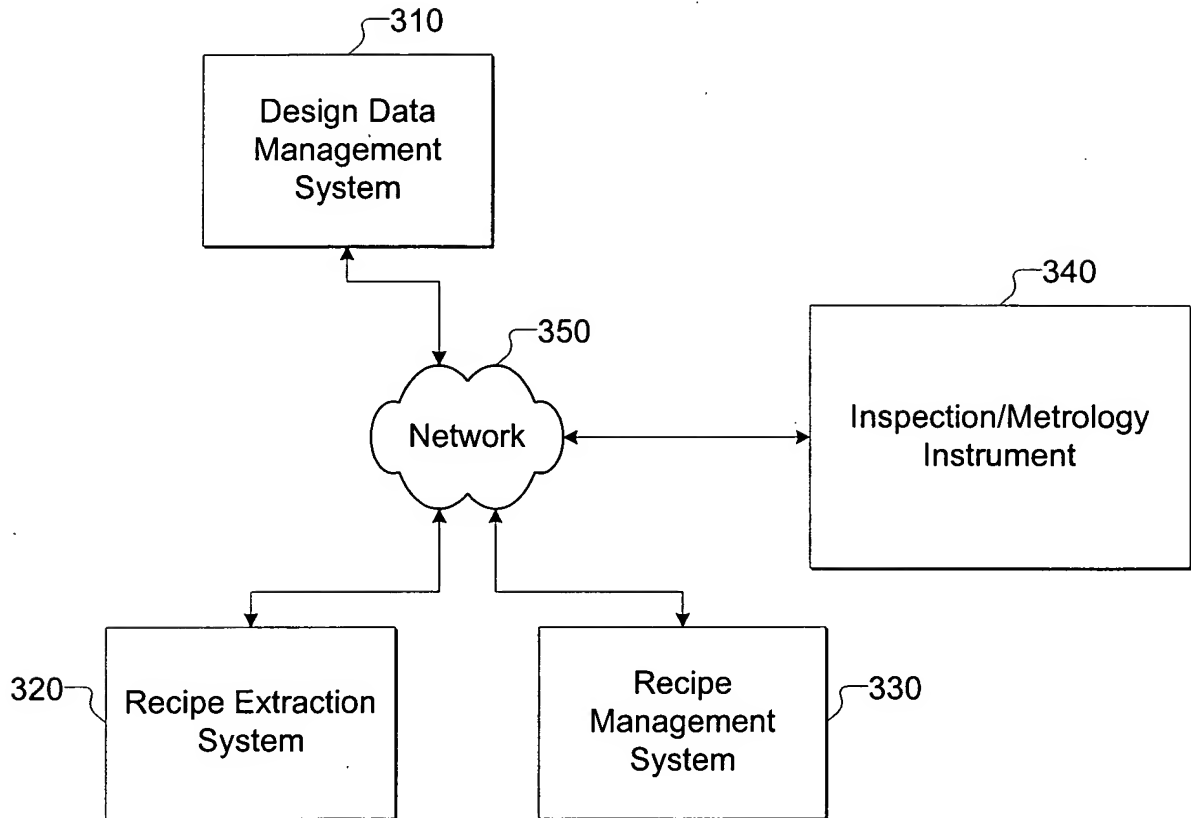 310
Design Data
Management
System
340
350
Network
Inspection/Metrology
Instrument
320
Recipe Extraction
System
Recipe
Management
System
330